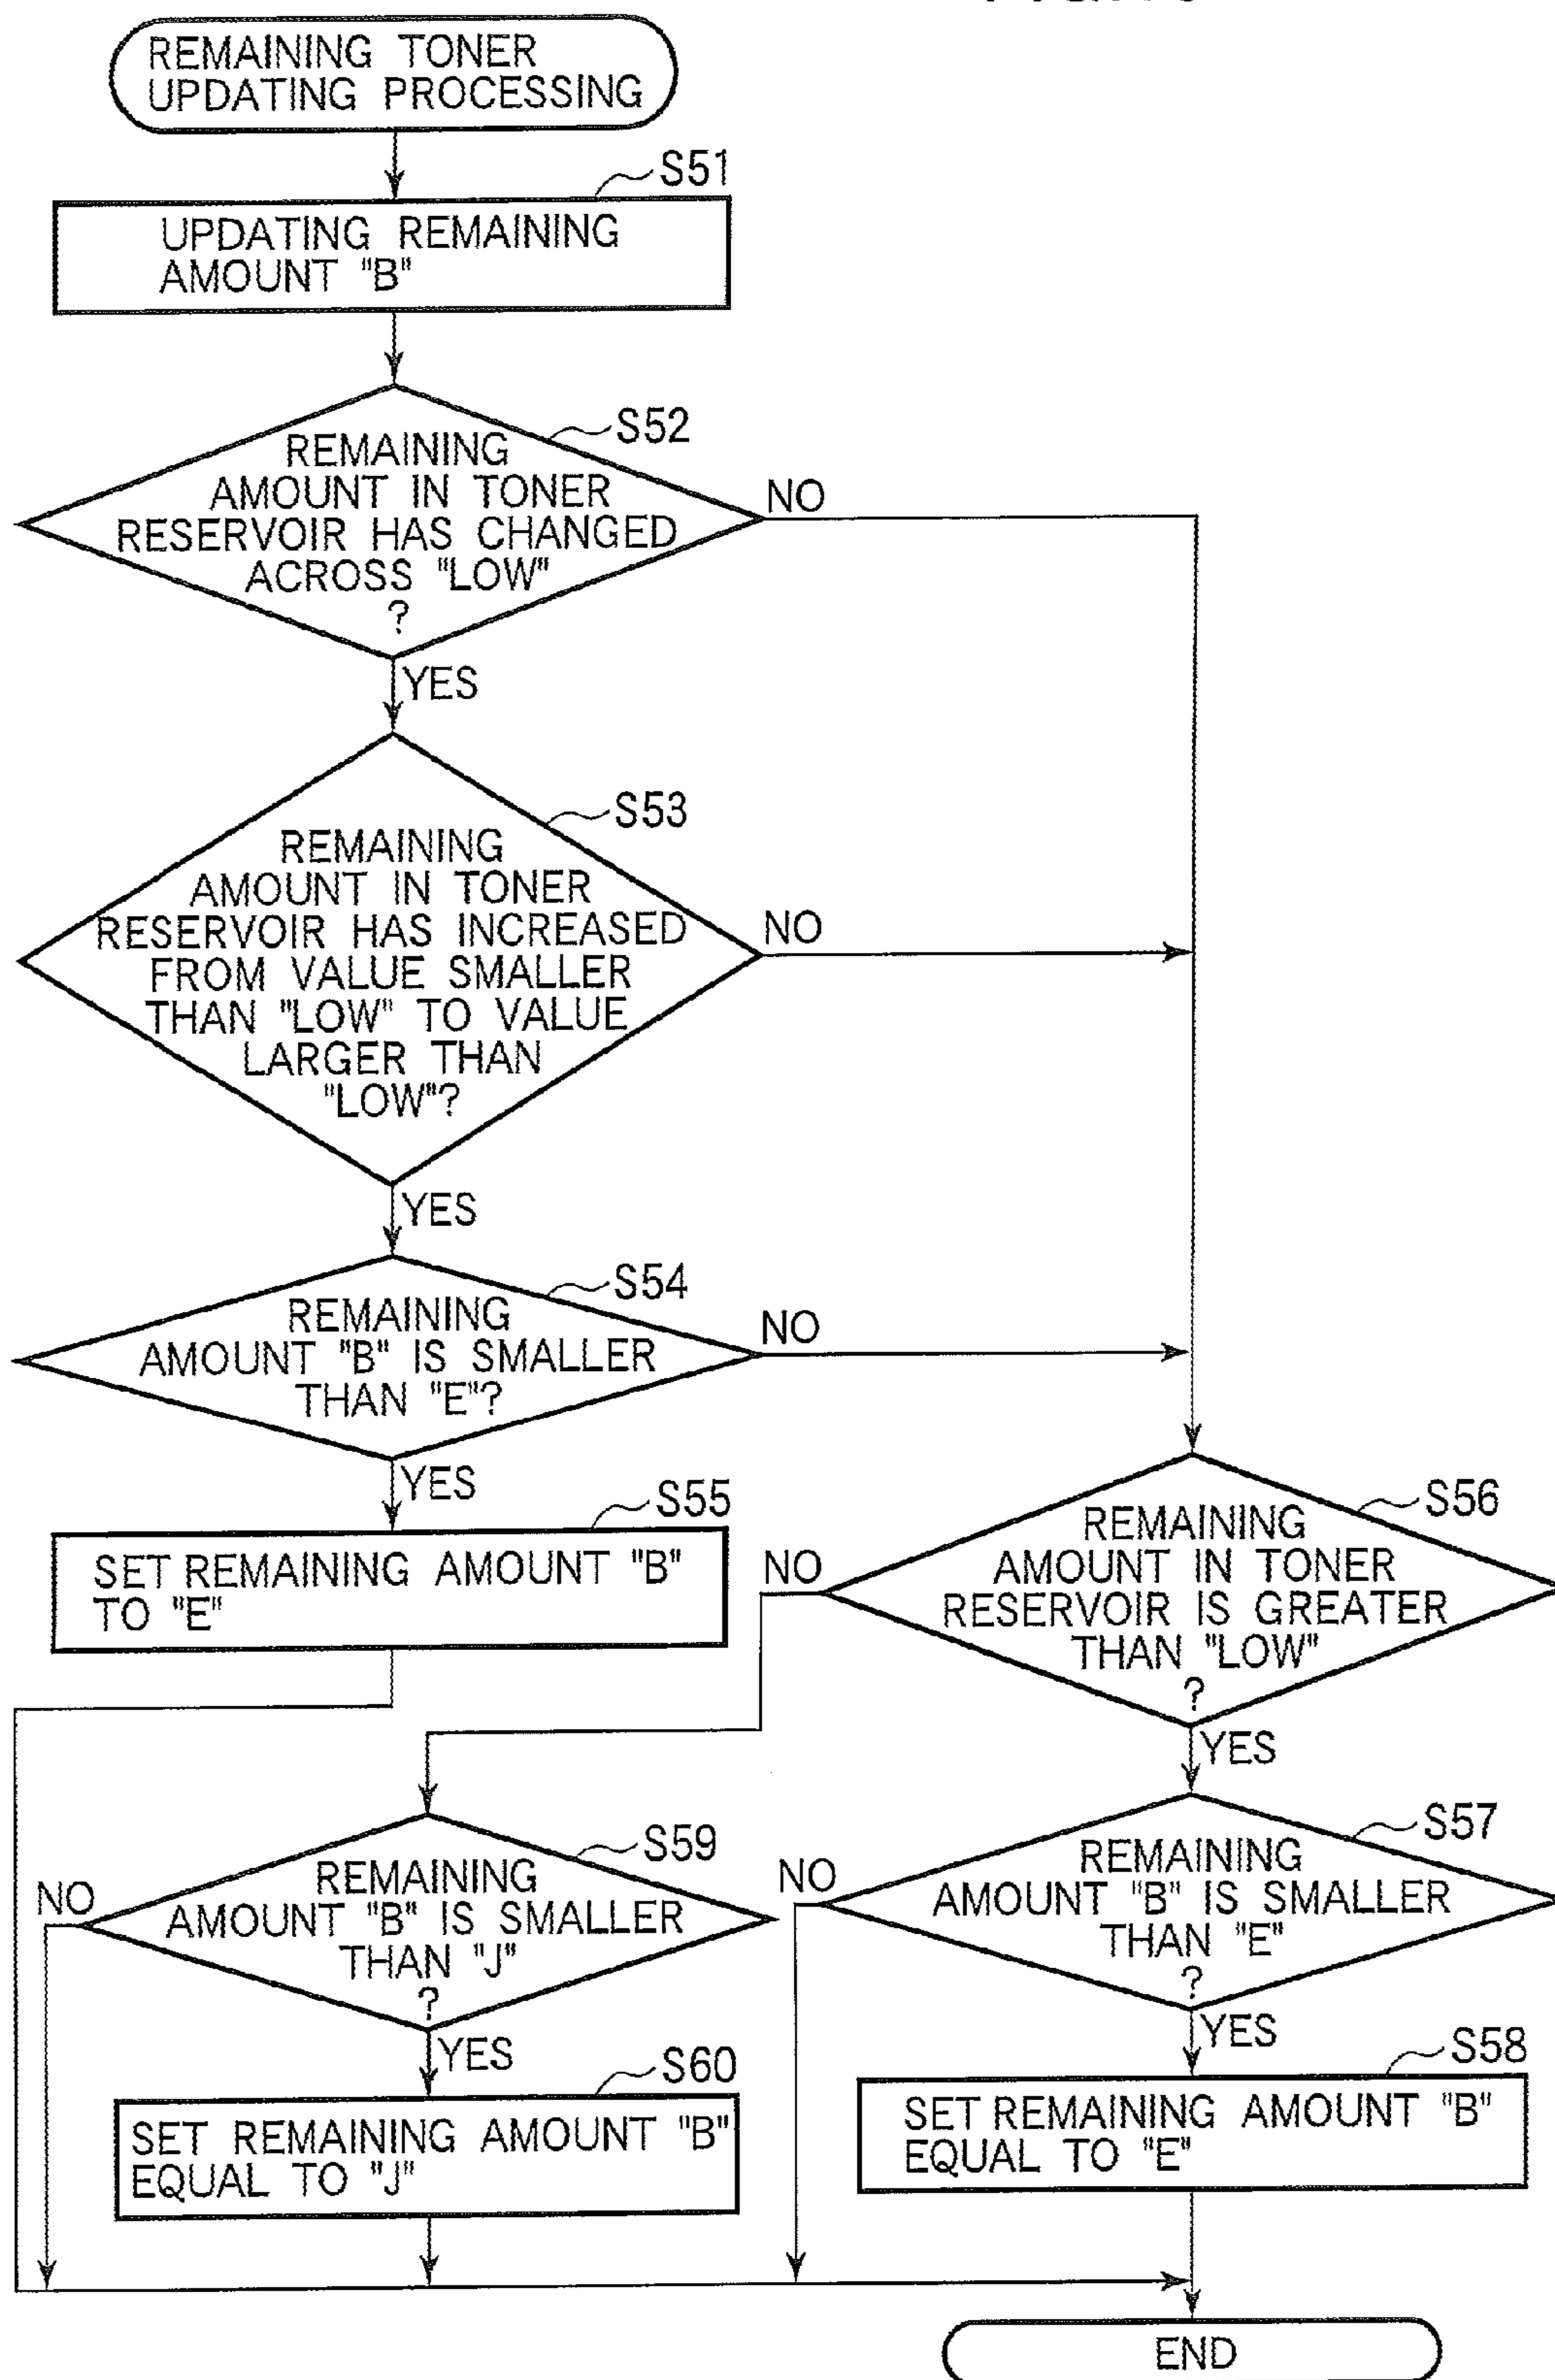 REMAINING TONER
UPDATING PROCESSING
S51
UPDATING REMAINING
AMOUNT "B"
S52
REMAINING
AMOUNT IN TONER
RESERVOIR HAS CHANGED
ACROSS "LOW"
?
NO
YES
S53
REMAINING
AMOUNT IN TONER
RESERVOIR HAS INCREASED
FROM VALUE SMALLER
THAN "LOW" TO VALUE
LARGER THAN
"LOW"?
NO
YES
S54
REMAINING
AMOUNT "B" IS SMALLER
THAN "E"?
NO
YES
S55
SET REMAINING AMOUNT "B"
TO "E"
S56
REMAINING
AMOUNT IN TONER
RESERVOIR IS GREATER
THAN "LOW"
?
NO
YES
S59
REMAINING
AMOUNT "B" IS SMALLER
THAN "J"
?
NO
YES
S57
REMAINING
AMOUNT "B" IS SMALLER
THAN "E"
?
NO
YES
S60
SET REMAINING AMOUNT "B"
EQUAL TO "J"
S58
SET REMAINING AMOUNT "B"
EQUAL TO "E"
END